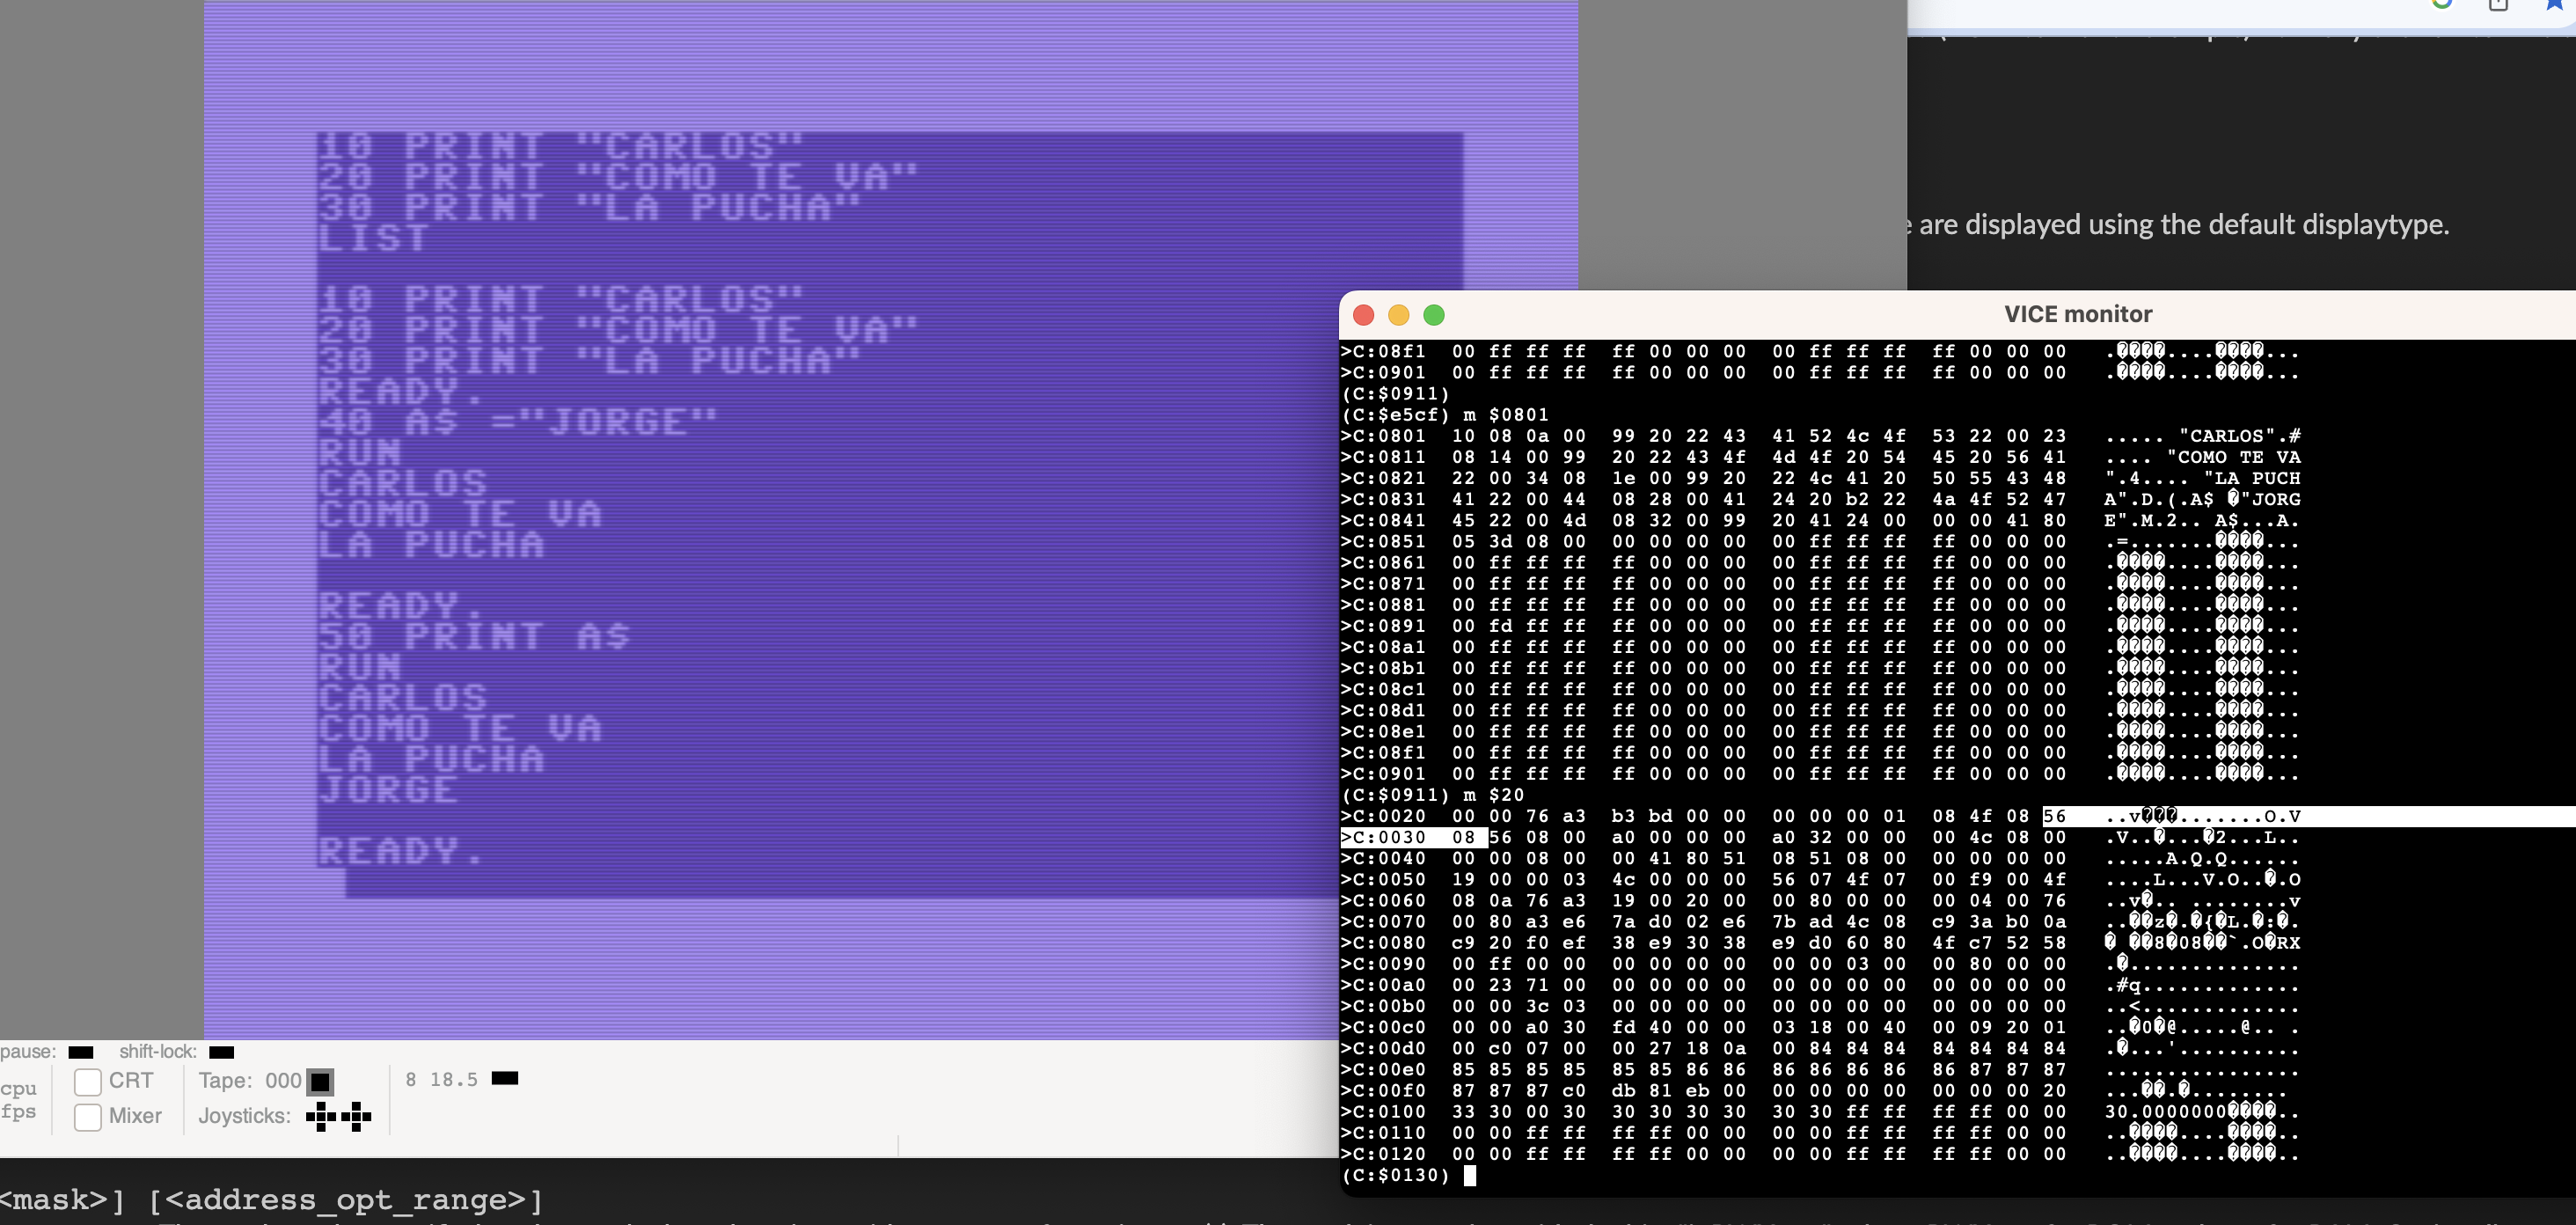 10 PRINT "CARLOS"
20 PRINT "COMO TE VA"
30 PRINT "LA PUCHA"
LIST
10 PRINT "CARLOS"
20 PRINT "COMO TE VA"
30 PRINT "LA PUCHA"
READY.
40 A$ ="JORGE"
RUN
CARLOS
COMO TE VA
LA PUCHA
READY.
50 PRINT A$
RUN
CARLOS
COMO TE VA
LA PUCHA
JORGE
READY.
are displayed using the default displaytype.
VICE monitor
>C:08f1 00 ff ff ff ff 00 00 00 00 ff ff ff ff 00 00 00 .����....����...
>C:0901 00 ff ff ff ff 00 00 00 00 ff ff ff ff 00 00 00 .����....����...
(C:$0911)
(C:$e5cf) m $0801
>C:0801 10 08 0a 00 99 20 22 43 41 52 4c 4f 53 22 00 23 ..... "CARLOS".#
>C:0811 08 14 00 99 20 22 43 4f 4d 4f 20 54 45 20 56 41 .... "COMO TE VA
>C:0821 22 00 34 08 1e 00 99 20 22 4c 41 20 50 55 43 48 ".4.... "LA PUCH
>C:0831 41 22 00 44 08 28 00 41 24 20 b2 22 4a 4f 52 47 A".D.(.A$ �"JORG
>C:0841 45 22 00 4d 08 32 00 99 20 41 24 00 00 00 41 80 E".M.2.. A$...A.
>C:0851 05 3d 08 00 00 00 00 00 00 ff ff ff ff 00 00 00 .=.......����...
>C:0861 00 ff ff ff ff 00 00 00 00 ff ff ff ff 00 00 00 .����....����...
>C:0871 00 ff ff ff ff 00 00 00 00 ff ff ff ff 00 00 00 .����....����...
>C:0881 00 ff ff ff ff 00 00 00 00 ff ff ff ff 00 00 00 .����....����...
>C:0891 00 fd ff ff ff 00 00 00 00 ff ff ff ff 00 00 00 .����....����...
>C:08a1 00 ff ff ff ff 00 00 00 00 ff ff ff ff 00 00 00 .����....����...
>C:08b1 00 ff ff ff ff 00 00 00 00 ff ff ff ff 00 00 00 .����....����...
>C:08c1 00 ff ff ff ff 00 00 00 00 ff ff ff ff 00 00 00 .����....����...
>C:08d1 00 ff ff ff ff 00 00 00 00 ff ff ff ff 00 00 00 .����....����...
>C:08e1 00 ff ff ff ff 00 00 00 00 ff ff ff ff 00 00 00 .����....����...
>C:08f1 00 ff ff ff ff 00 00 00 00 ff ff ff ff 00 00 00 .����....����...
>C:0901 00 ff ff ff ff 00 00 00 00 ff ff ff ff 00 00 00 .����....����...
(C:$0911) m $20
>C:0020 00 00 76 a3 b3 bd 00 00 00 00 00 01 08 4f 08 56 ..v���.......O.V
>C:0030 08 56 08 00 a0 00 00 00 a0 32 00 00 00 4c 08 00 .V..�...�2...L..
>C:0040 00 00 08 00 00 41 80 51 08 51 08 00 00 00 00 00 .....A.Q.Q......
>C:0050 19 00 00 03 4c 00 00 00 56 07 4f 07 00 f9 00 4f ....L...V.O..�.O
>C:0060 08 0a 76 a3 19 00 20 00 00 80 00 00 00 04 00 76 ..v�.. ........v
>C:0070 00 80 a3 e6 7a d0 02 e6 7b ad 4c 08 c9 3a b0 0a ..��z�.�{�L.�:�.
>C:0080 c9 20 f0 ef 38 e9 30 38 e9 d0 60 80 4f c7 52 58 � ��8�08��`.O�RX
>C:0090 00 ff 00 00 00 00 00 00 00 00 03 00 00 80 00 00 .�..............
>C:00a0 00 23 71 00 00 00 00 00 00 00 00 00 00 00 00 00 .#q.............
>C:00b0 00 00 3c 03 00 00 00 00 00 00 00 00 00 00 00 00 ..<.............
>C:00c0 00 00 a0 30 fd 40 00 00 03 18 00 40 00 09 20 01 ..�0�@.....@.. .
>C:00d0 00 c0 07 00 00 27 18 0a 00 84 84 84 84 84 84 84 .�...'..........
>C:00e0 85 85 85 85 85 85 86 86 86 86 86 86 86 87 87 87 ................
>C:00f0 87 87 87 c0 db 81 eb 00 00 00 00 00 00 00 00 20 ...��.�........
>C:0100 33 30 00 30 30 30 30 30 30 30 ff ff ff ff 00 00 30.0000000����..
>C:0110 00 00 ff ff ff ff 00 00 00 00 ff ff ff ff 00 00 ..����....����..
>C:0120 00 00 ff ff ff ff 00 00 00 00 ff ff ff ff 00 00 ..����....����..
(C:$0130)
pause: shift-lock:
cpu CRT Tape: 000 8 18.5
fps Mixer Joysticks:
<mask>] [<address_opt_range>]